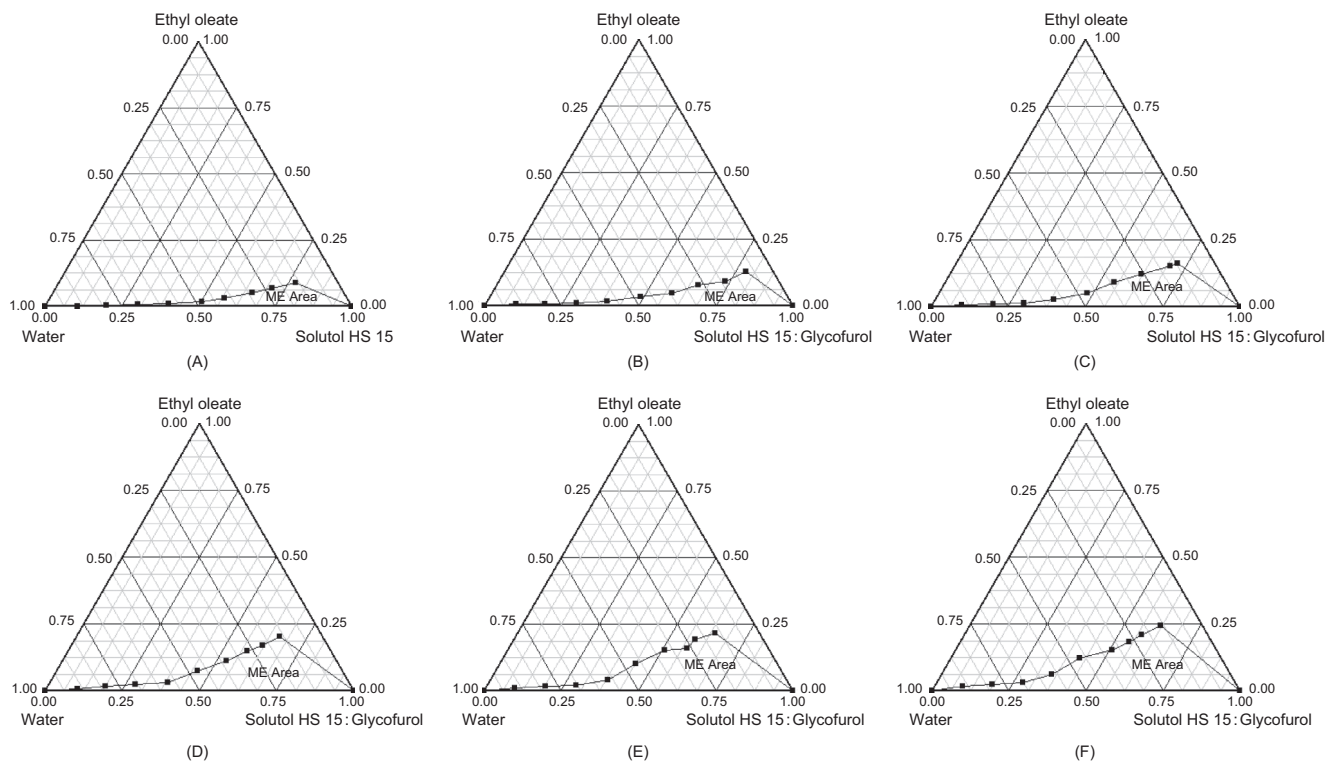 Ethyl oleate
0.00 1.00
0.25 0.75
0.50 0.50
0.75 0.25
ME Area
1.00 0.00
0.00 0.25 0.50 0.75 1.00
Water Solutol HS 15
(A)
Ethyl oleate
0.00 1.00
0.25 0.75
0.50 0.50
0.75 0.25
ME Area
1.00 0.00
0.00 0.25 0.50 0.75 1.00
Water Solutol HS 15:Glycofurol
(B)
Ethyl oleate
0.00 1.00
0.25 0.75
0.50 0.50
0.75 0.25
ME Area
1.00 0.00
0.00 0.25 0.50 0.75 1.00
Water Solutol HS 15:Glycofurol
(C)
Ethyl oleate
0.00 1.00
0.25 0.75
0.50 0.50
0.75 0.25
ME Area
1.00 0.00
0.00 0.25 0.50 0.75 1.00
Water Solutol HS 15:Glycofurol
(D)
Ethyl oleate
0.00 1.00
0.25 0.75
0.50 0.50
0.75 0.25
ME Area
1.00 0.00
0.00 0.25 0.50 0.75 1.00
Water Solutol HS 15:Glycofurol
(E)
Ethyl oleate
0.00 1.00
0.25 0.75
0.50 0.50
0.75 0.25
ME Area
1.00 0.00
0.00 0.25 0.50 0.75 1.00
Water Solutol HS 15:Glycofurol
(F)